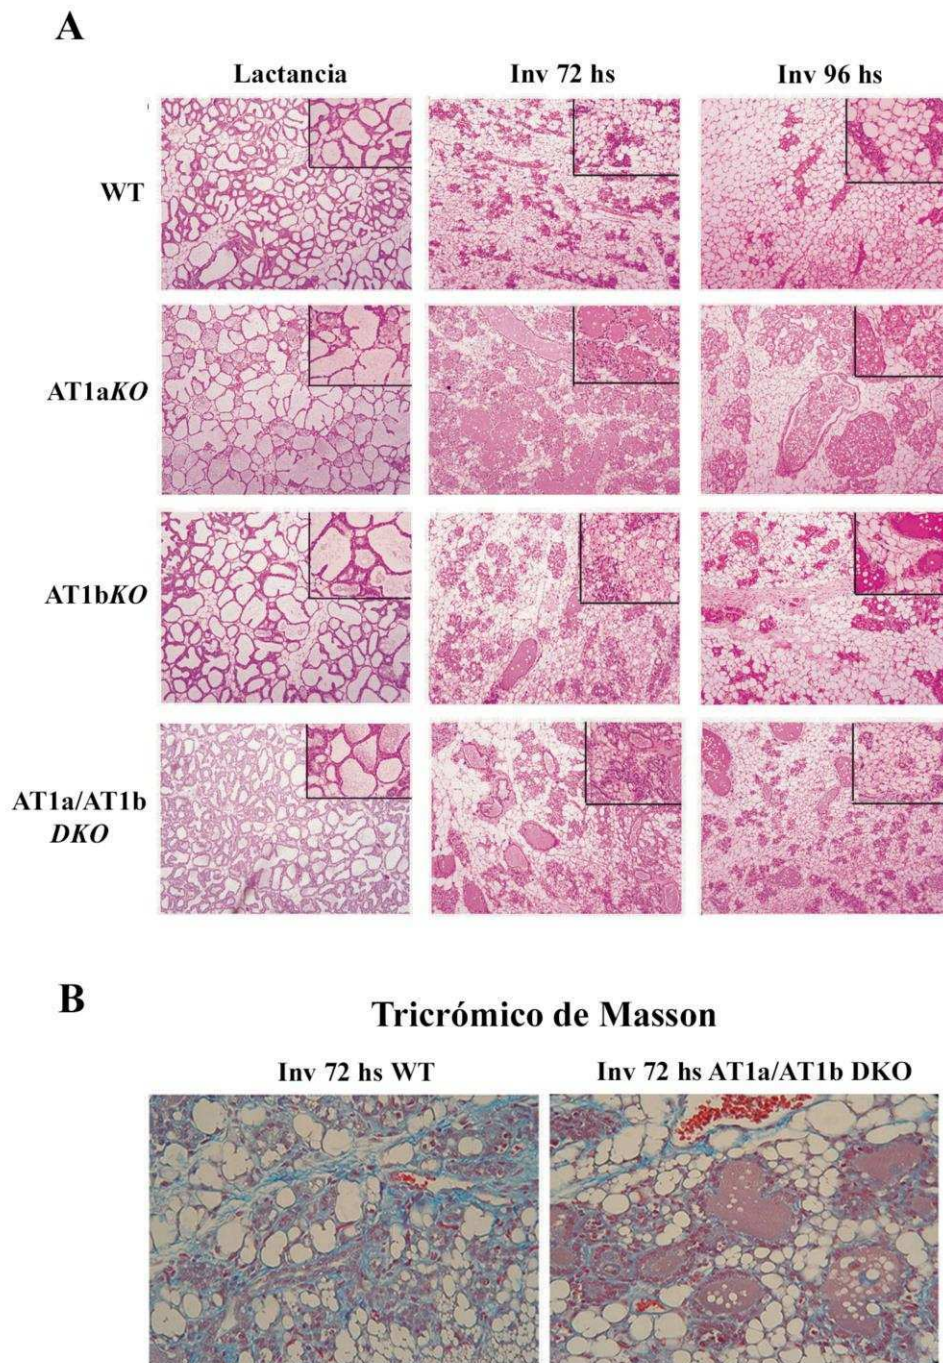 A
Lactancia
Inv 72 hs
Inv 96 hs
WT
AT1aKO
AT1bKO
AT1a/AT1b
DKO
B
Tricrómico de Masson
Inv 72 hs WT
Inv 72 hs AT1a/AT1b DKO